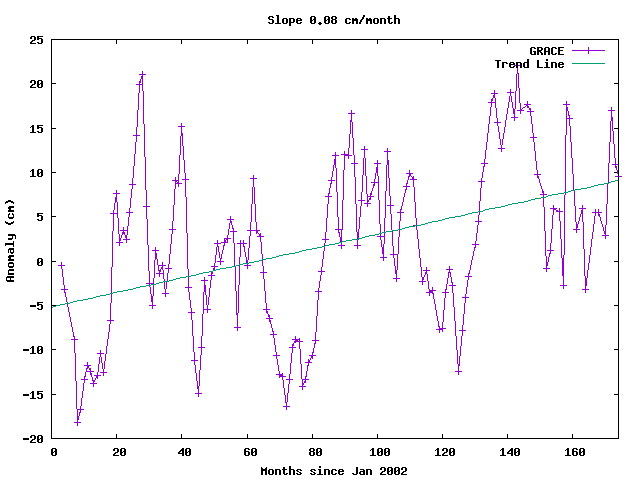 Slope 0.08 cm/month
GRACE
Trend Line
25
20
15
10
5
0
-5
-10
-15
-20
Anomaly (cm)
0 20 40 60 80 100 120 140 160
Months since Jan 2002